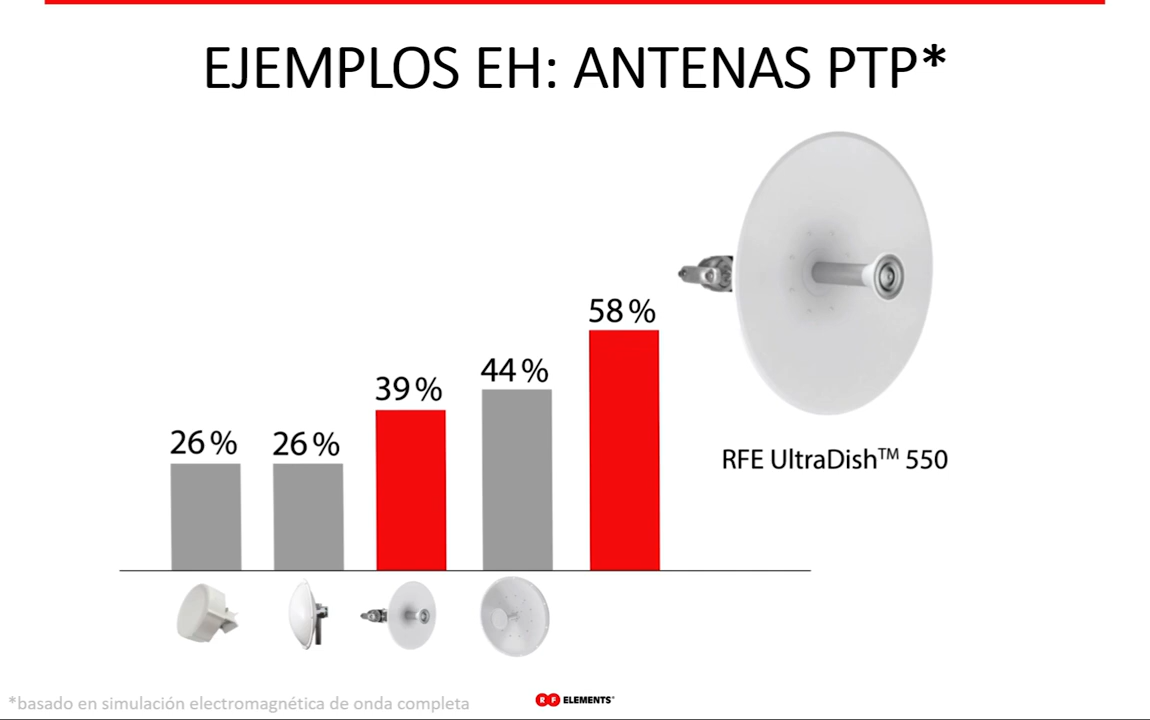 EJEMPLOS EH: ANTENAS PTP*
58 %
44 %
39 %
26 %
26 %
RFE UltraDish™ 550
*basado en simulación electromagnética de onda completa
RF ELEMENTS